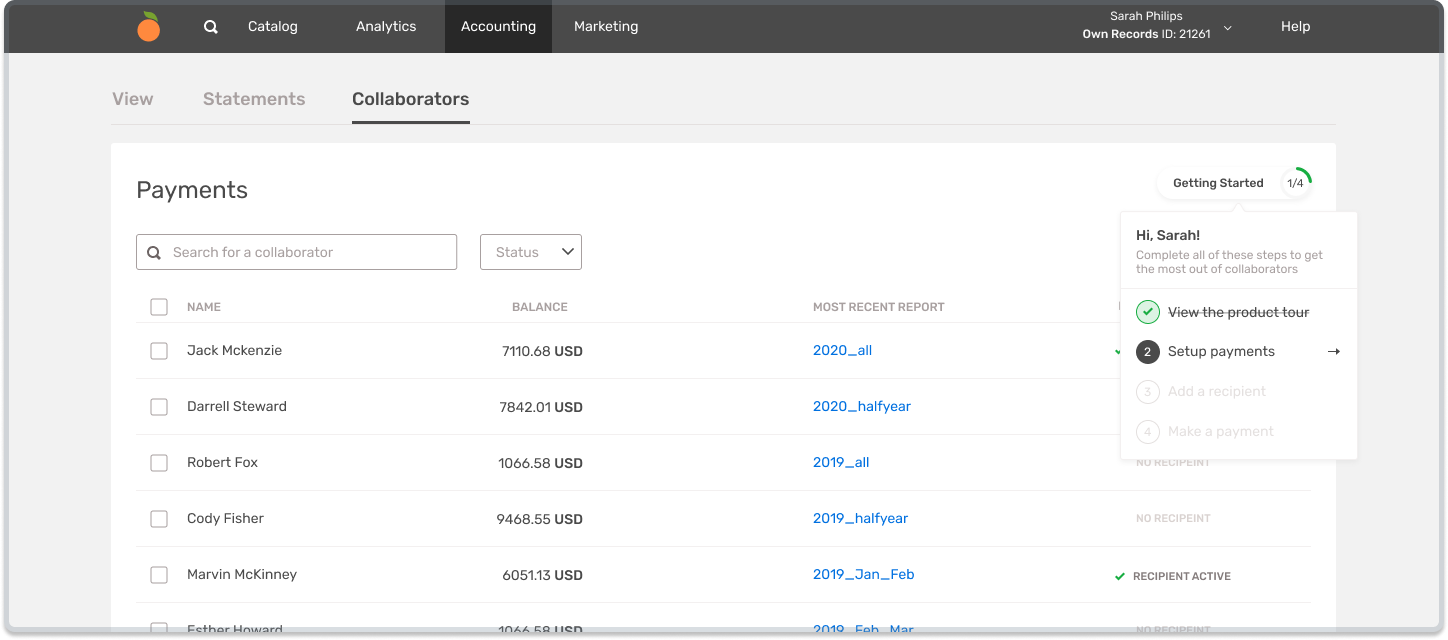 Catalog
Analytics
Accounting
Marketing
Sarah Philips
Own Records ID: 21261
Help
View
Statements
Collaborators
Payments
Getting Started
1/4
Hi, Sarah!
Complete all of these steps to get
the most out of collaborators
View the product tour
2 Setup payments
3 Add a recipient
4 Make a payment
Search for a collaborator
Status
NAME BALANCE MOST RECENT REPORT
Jack Mckenzie 7110.68 USD 2020_all
Darrell Steward 7842.01 USD 2020_halfyear
Robert Fox 1066.58 USD 2019_all NO RECIPEINT
Cody Fisher 9468.55 USD 2019_halfyear NO RECIPEINT
Marvin McKinney 6051.13 USD 2019_Jan_Feb RECIPIENT ACTIVE
Esther Howard 1066.58 USD 2019_Feb_Mar NO RECIPEINT